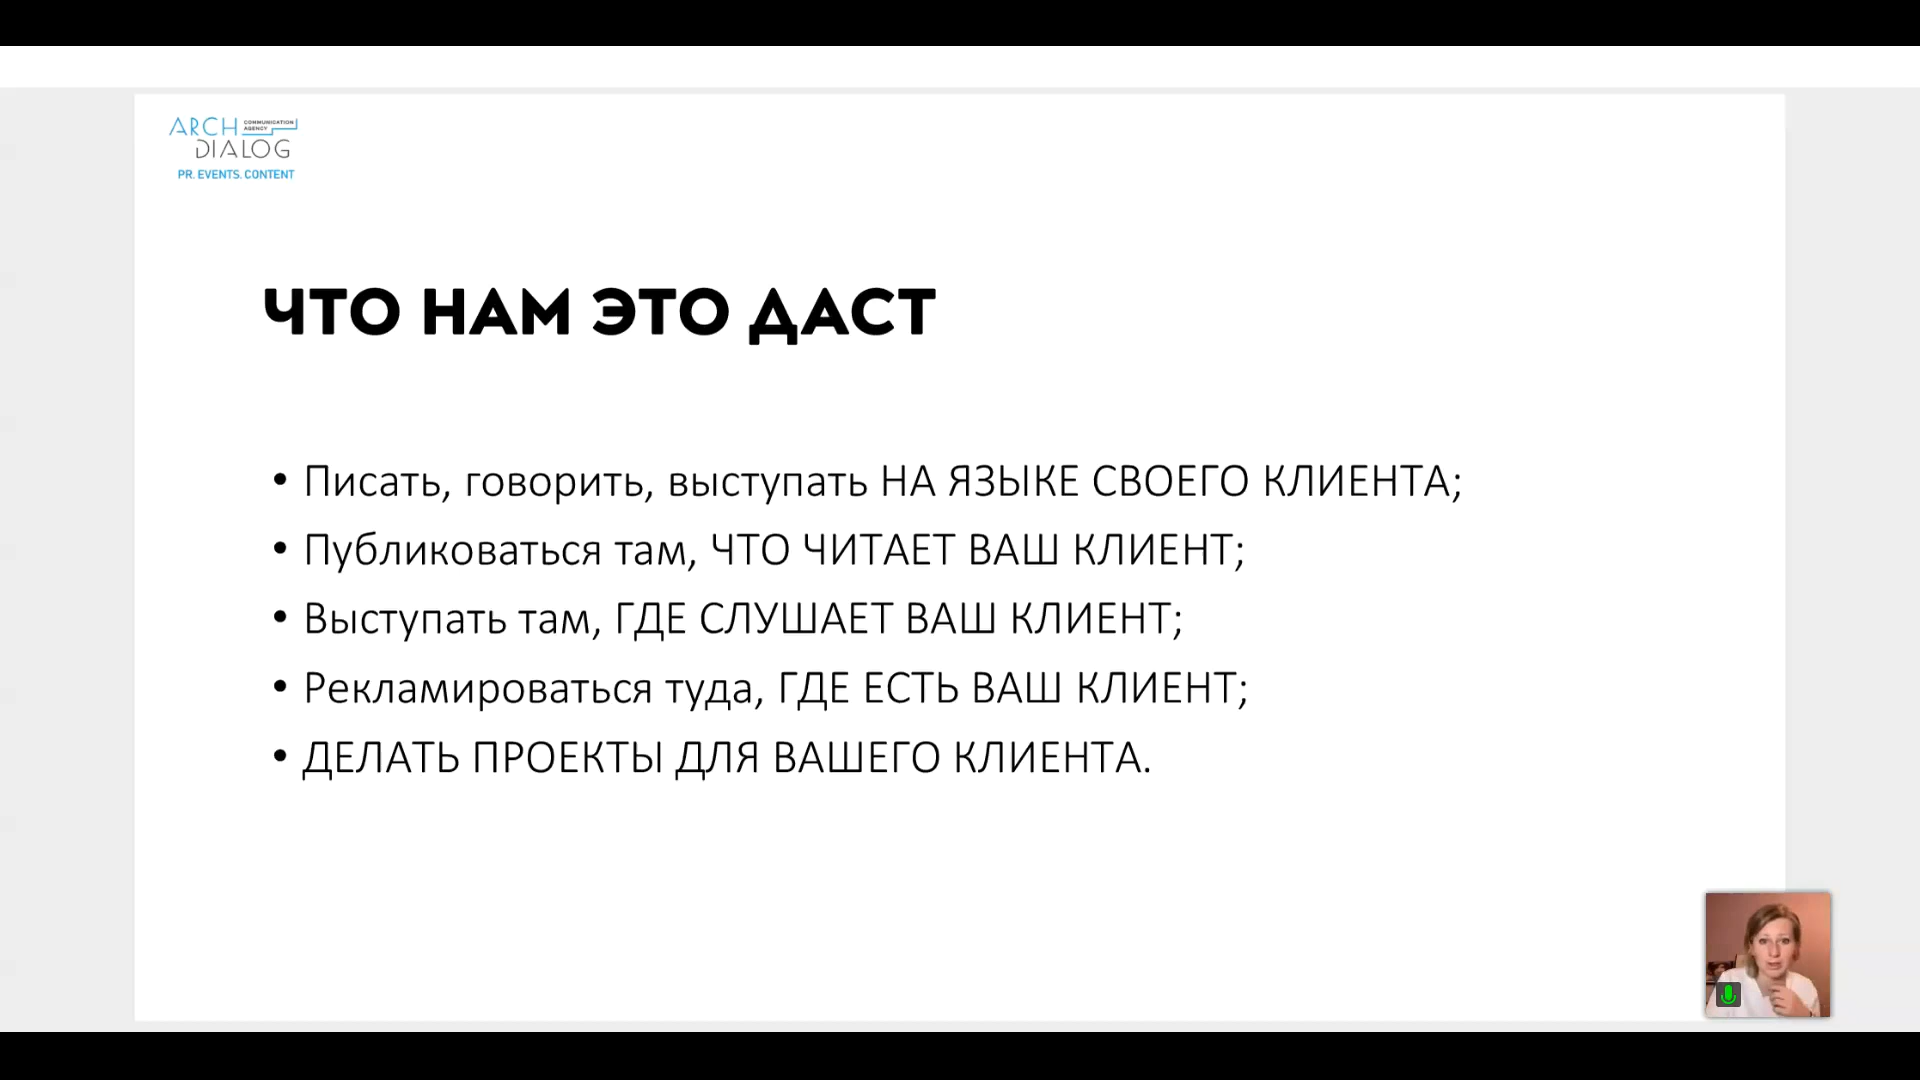 ARCH COMMUNICATION AGENCY
DIALOG
PR. EVENTS. CONTENT
ЧТО НАМ ЭТО ДАСТ
• Писать, говорить, выступать НА ЯЗЫКЕ СВОЕГО КЛИЕНТА;
• Публиковаться там, ЧТО ЧИТАЕТ ВАШ КЛИЕНТ;
• Выступать там, ГДЕ СЛУШАЕТ ВАШ КЛИЕНТ;
• Рекламироваться туда, ГДЕ ЕСТЬ ВАШ КЛИЕНТ;
• ДЕЛАТЬ ПРОЕКТЫ ДЛЯ ВАШЕГО КЛИЕНТА.